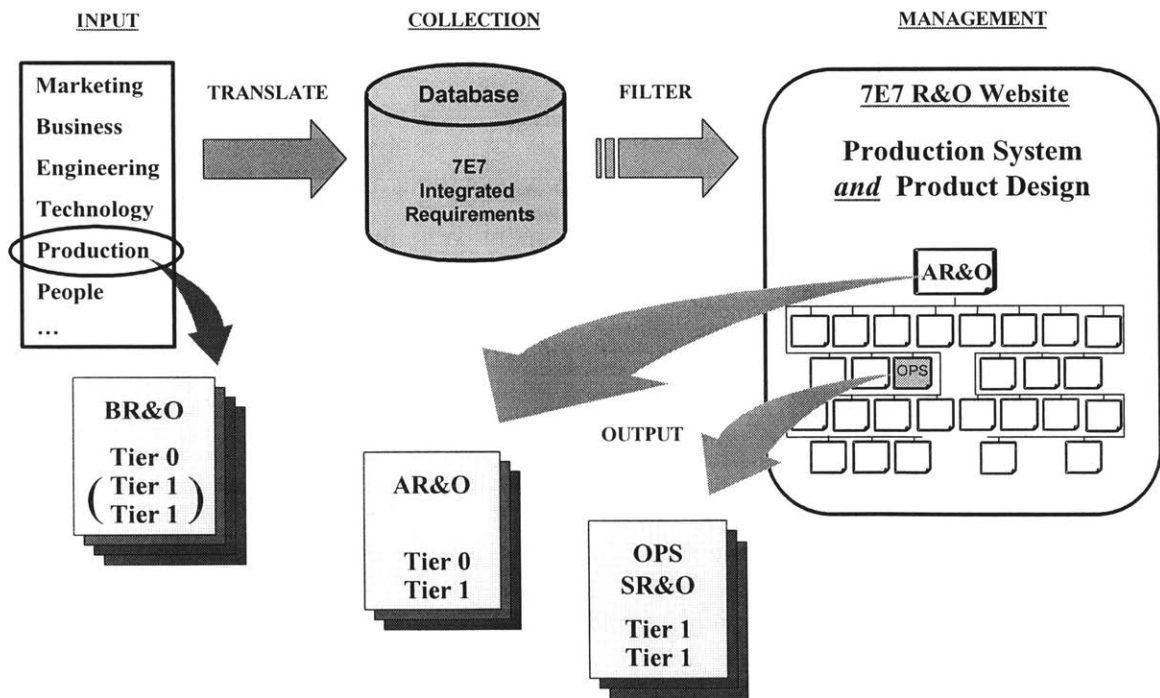 INPUT
COLLECTION
MANAGEMENT
Marketing
Business
Engineering
Technology
Production
People
...
TRANSLATE
Database
7E7
Integrated
Requirements
FILTER
7E7 R&O Website
Production System
and Product Design
AR&O
OPS
OUTPUT
BR&O
Tier 0
( Tier 1 )
Tier 1
AR&O
Tier 0
Tier 1
OPS
SR&O
Tier 1
Tier 1